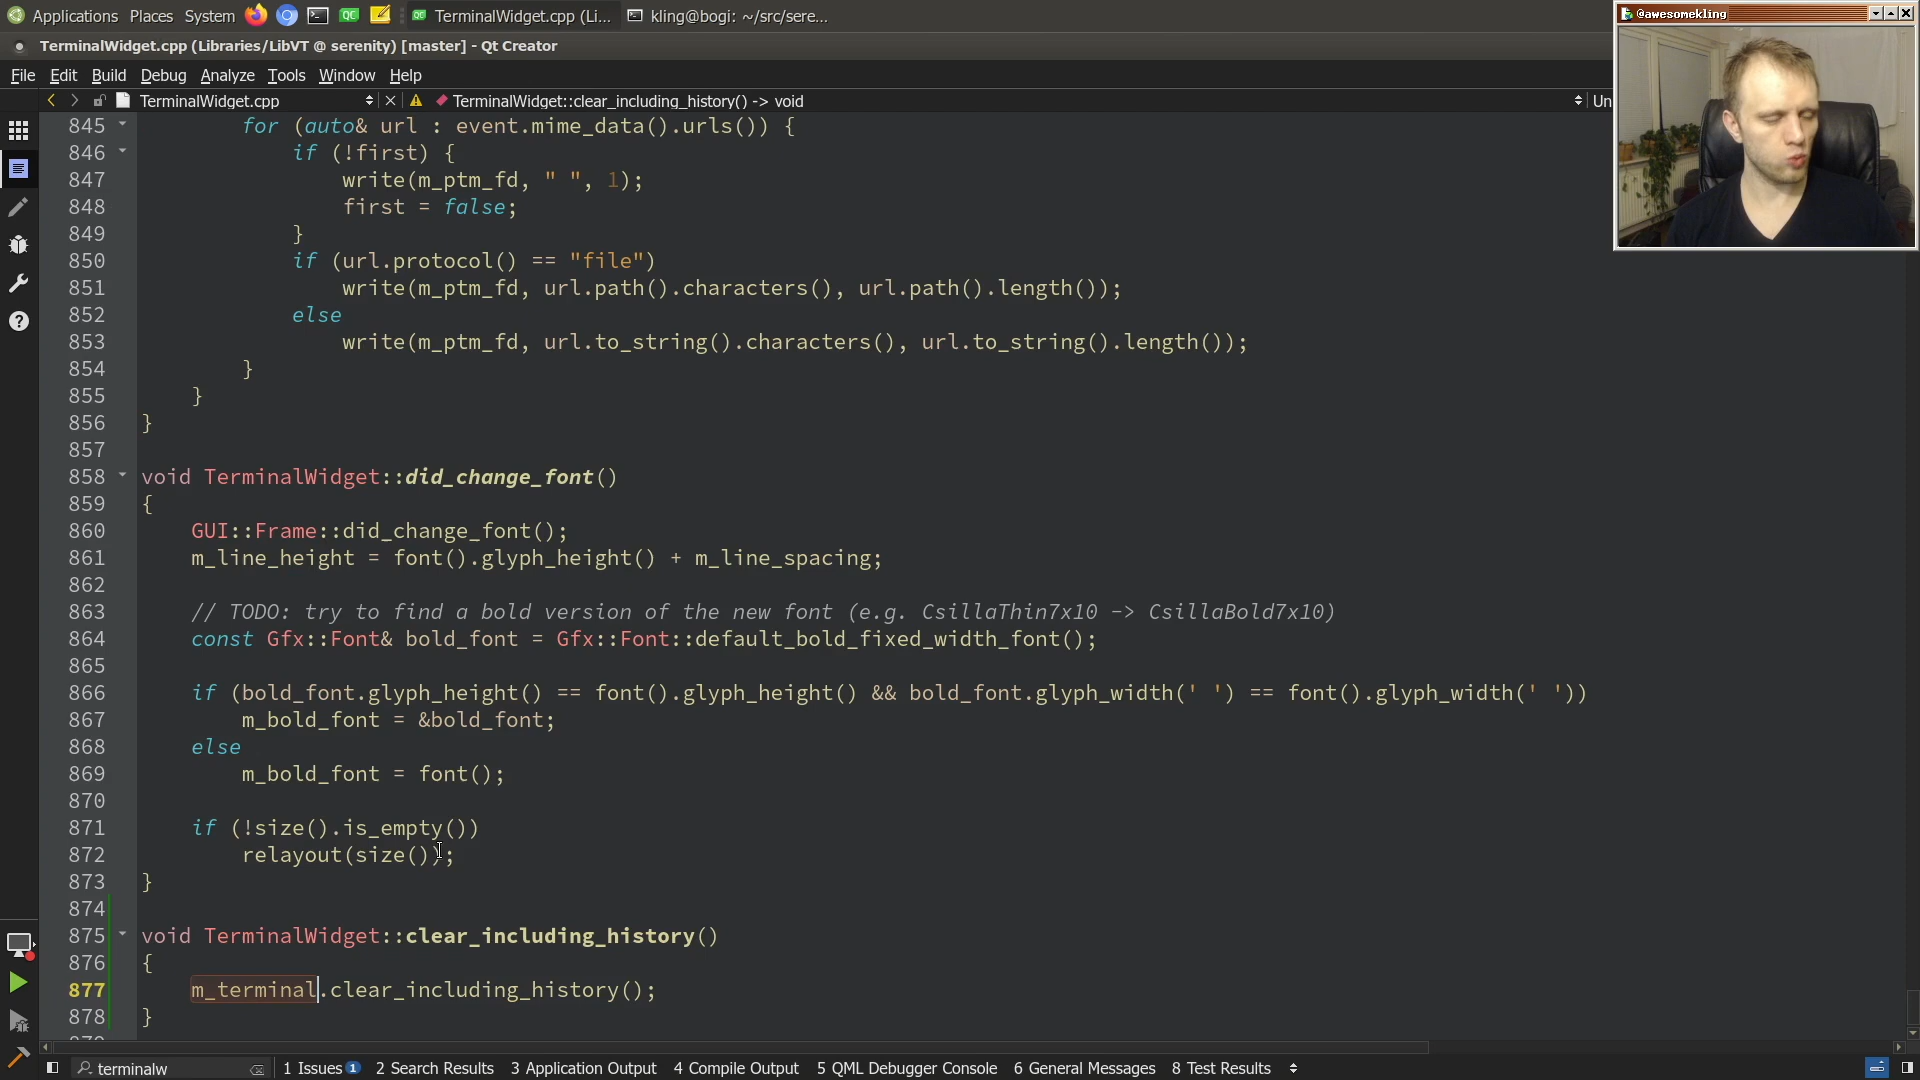 Applications Places System TerminalWidget.cpp (Li... kling@bogi: ~/src/sere...
@awesomekling
TerminalWidget.cpp (Libraries/LibVT @ serenity) [master] - Qt Creator
File Edit Build Debug Analyze Tools Window Help
TerminalWidget.cpp TerminalWidget::clear_including_history() -> void Un
845 for (auto& url : event.mime_data().urls()) {
846 if (!first) {
847 write(m_ptm_fd, " ", 1);
848 first = false;
849 }
850 if (url.protocol() == "file")
851 write(m_ptm_fd, url.path().characters(), url.path().length());
852 else
853 write(m_ptm_fd, url.to_string().characters(), url.to_string().length());
854 }
855 }
856 }
857
858 void TerminalWidget::did_change_font()
859 {
860 GUI::Frame::did_change_font();
861 m_line_height = font().glyph_height() + m_line_spacing;
862
863 // TODO: try to find a bold version of the new font (e.g. CsillaThin7x10 -> CsillaBold7x10)
864 const Gfx::Font& bold_font = Gfx::Font::default_bold_fixed_width_font();
865
866 if (bold_font.glyph_height() == font().glyph_height() && bold_font.glyph_width(' ') == font().glyph_width(' '))
867 m_bold_font = &bold_font;
868 else
869 m_bold_font = font();
870
871 if (!size().is_empty())
872 relayout(size());
873 }
874
875 void TerminalWidget::clear_including_history()
876 {
877 m_terminal.clear_including_history();
878 }
terminalw 1 Issues 1 2 Search Results 3 Application Output 4 Compile Output 5 QML Debugger Console 6 General Messages 8 Test Results